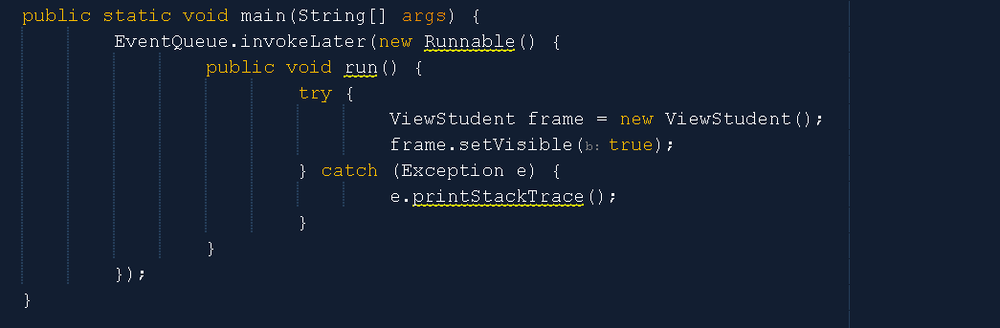 public static void main(String[] args) {
EventQueue.invokeLater(new Runnable() {
public void run() {
try {
ViewStudent frame = new ViewStudent();
frame.setVisible(b: true);
} catch (Exception e) {
e.printStackTrace();
}
}
});
}